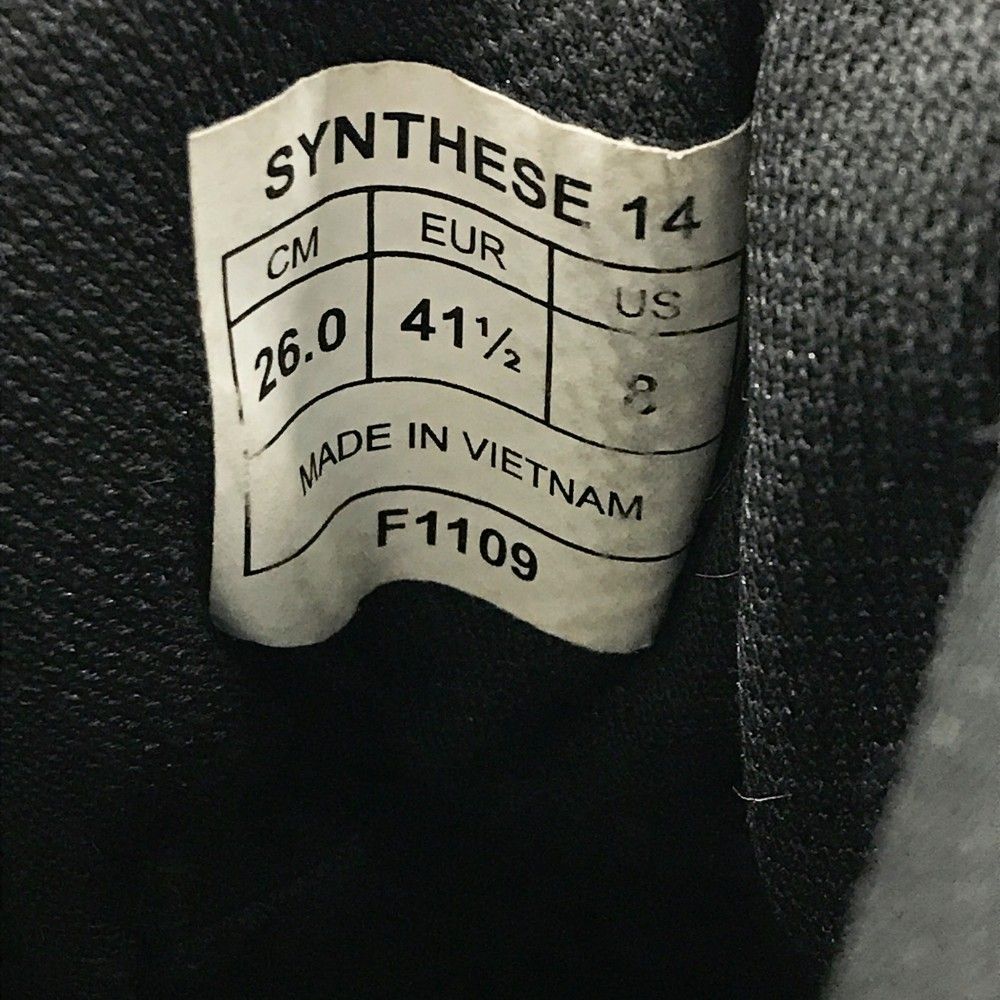 SYNTHESE 14
CM EUR US
26.0 41½ 8
MADE IN VIETNAM
F1109